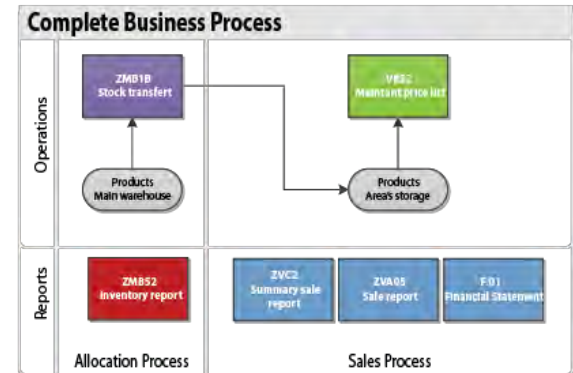 Complete Business Process
Operations
ZMB1B
Stock transfert
VK32
Maintant price list
Products
Main warehouse
Products
Area's storage
Reports
ZMB52
Inventory report
ZVC2
Summary sale
report
ZVA05
Sale report
F.01
Financial Statement
Allocation Process
Sales Process